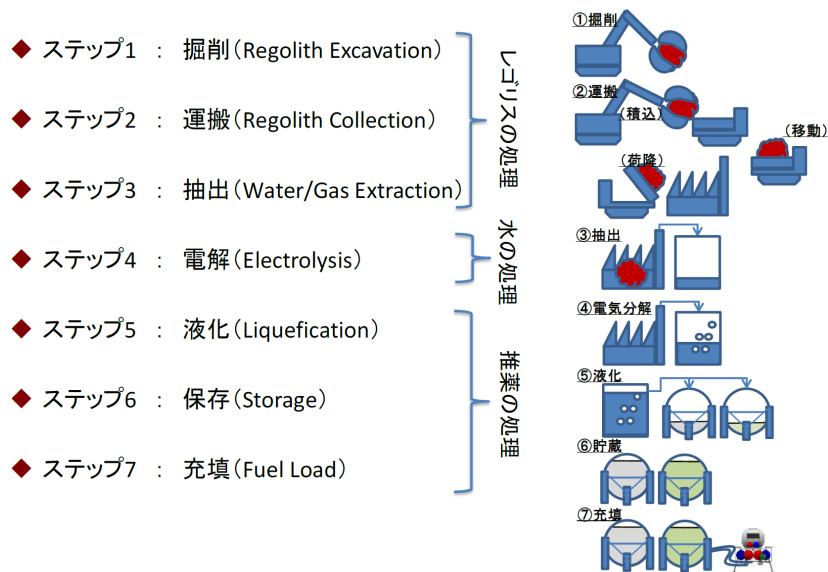 ◆ ステップ1 : 掘削(Regolith Excavation)
◆ ステップ2 : 運搬(Regolith Collection)
◆ ステップ3 : 抽出(Water/Gas Extraction)
◆ ステップ4 : 電解(Electrolysis)
◆ ステップ5 : 液化(Liquefication)
◆ ステップ6 : 保存(Storage)
◆ ステップ7 : 充填(Fuel Load)
レゴリスの処理
水の処理
推薬の処理
①掘削
②運搬
(積込)
(移動)
(荷降)
③抽出
④電気分解
⑤液化
⑥貯蔵
⑦充填